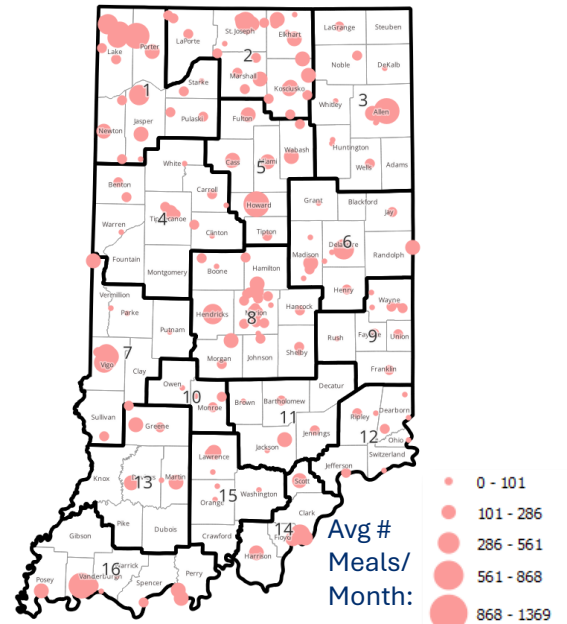 LaPorte
St.Joseph
Elkhart
LaGrange
Steuben
Lake
Porter
2
Noble
DeKalb
Marshall
Starke
Kosciusko
1
Whitley
3
Allen
Pulaski
Fulton
Newton
Jasper
Huntington
Wabash
White
Cass
Miami
5
Wells
Adams
Benton
Carroll
Grant
Blackford
Howard
Jay
Tippecanoe
4
Warren
Clinton
Tipton
6
Delaware
Madison
Randolph
Fountain
Boone
Hamilton
Montgomery
Henry
Vermillion
Wayne
Parke
Hendricks
Marion
8
Hancock
Putnam
Rush
Fayette
9
Union
7
Vigo
Morgan
Johnson
Shelby
Clay
Franklin
Owen
10
Monroe
Brown
Bartholomew
Decatur
Sullivan
Greene
11
Ripley
Dearborn
12
Ohio
Jennings
Jackson
Switzerland
Lawrence
Jefferson
Knox
Daviess
13
Martin
Orange
15
Washington
Scott
Clark
Pike
Dubois
Crawford
14
Floyd
Gibson
Harrison
16
Warrick
Vanderburgh
Spencer
Perry
Posey
Avg #
Meals/
Month:
0 - 101
101 - 286
286 - 561
561 - 868
868 - 1369